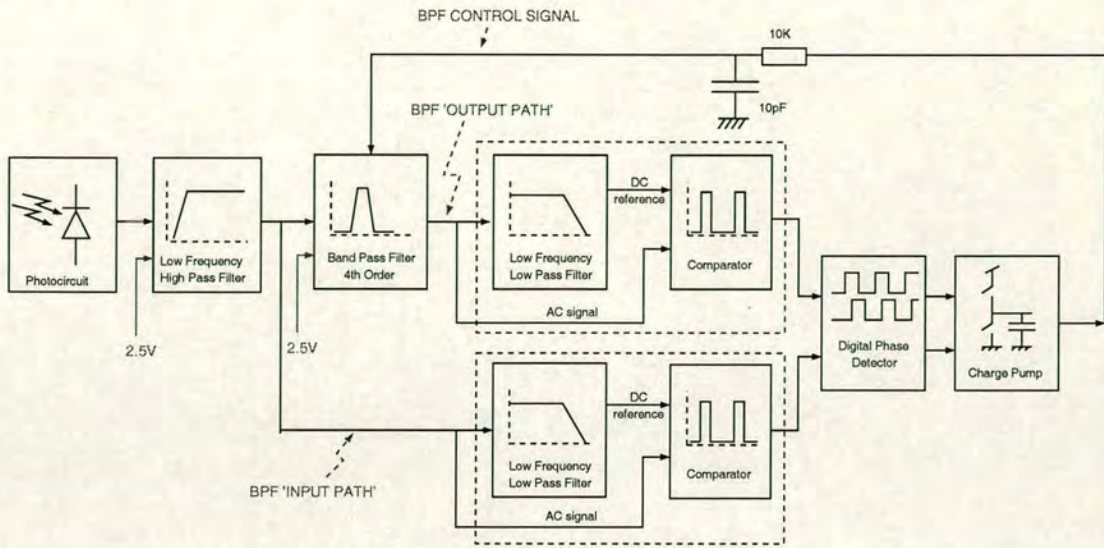 BPF CONTROL SIGNAL
10K
10pF
BPF 'OUTPUT PATH'
Photocircuit
Low Frequency
High Pass Filter
2.5V
Band Pass Filter
4th Order
2.5V
Low Frequency
Low Pass Filter
DC
reference
Comparator
AC signal
Digital Phase
Detector
Charge Pump
BPF 'INPUT PATH'
Low Frequency
Low Pass Filter
DC
reference
Comparator
AC signal